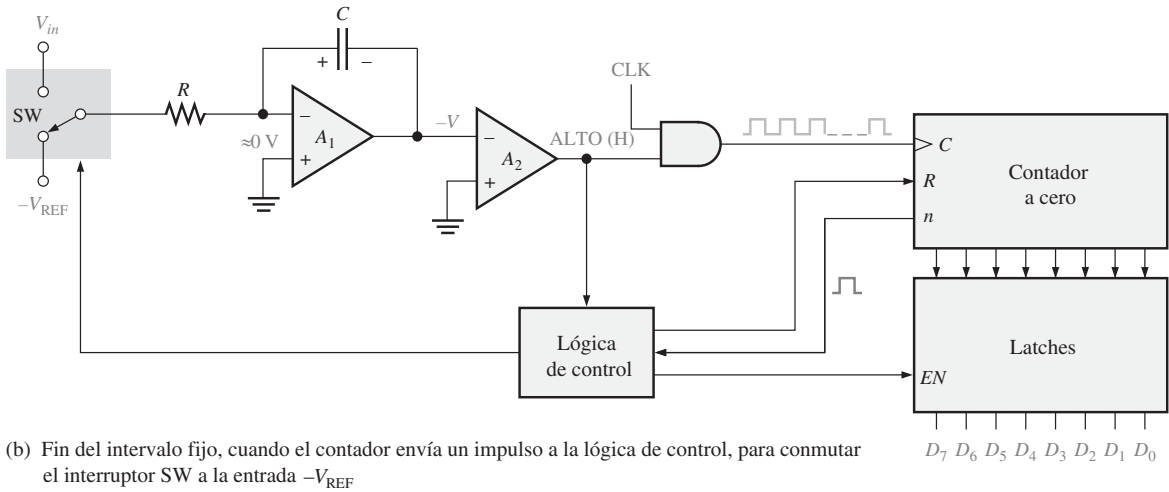 V_in
SW
−V_REF
R
C
+ −
−
+
A_1
≈0 V
−V
−
+
A_2
ALTO (H)
CLK
C
R
n
Contador
a cero
Lógica
de control
Latches
EN
D_7 D_6 D_5 D_4 D_3 D_2 D_1 D_0
(b) Fin del intervalo fijo, cuando el contador envía un impulso a la lógica de control, para conmutar
el interruptor SW a la entrada −V_REF